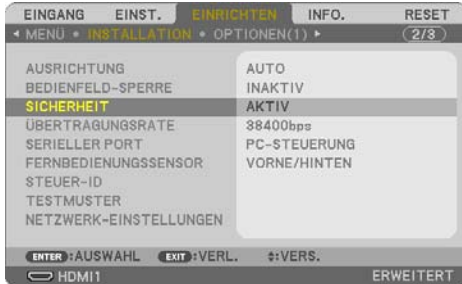 EINGANG EINST. EINRICHTEN INFO. RESET
◂ MENÜ • INSTALLATION • OPTIONEN(1) ▸ (2/3)
AUSRICHTUNG AUTO
BEDIENFELD-SPERRE INAKTIV
SICHERHEIT AKTIV
ÜBERTRAGUNGSRATE 38400bps
SERIELLER PORT PC-STEUERUNG
FERNBEDIENUNGSSENSOR VORNE/HINTEN
STEUER-ID
TESTMUSTER
NETZWERK-EINSTELLUNGEN
ENTER :AUSWAHL EXIT :VERL. ♦:VERS.
HDMI1 ERWEITERT